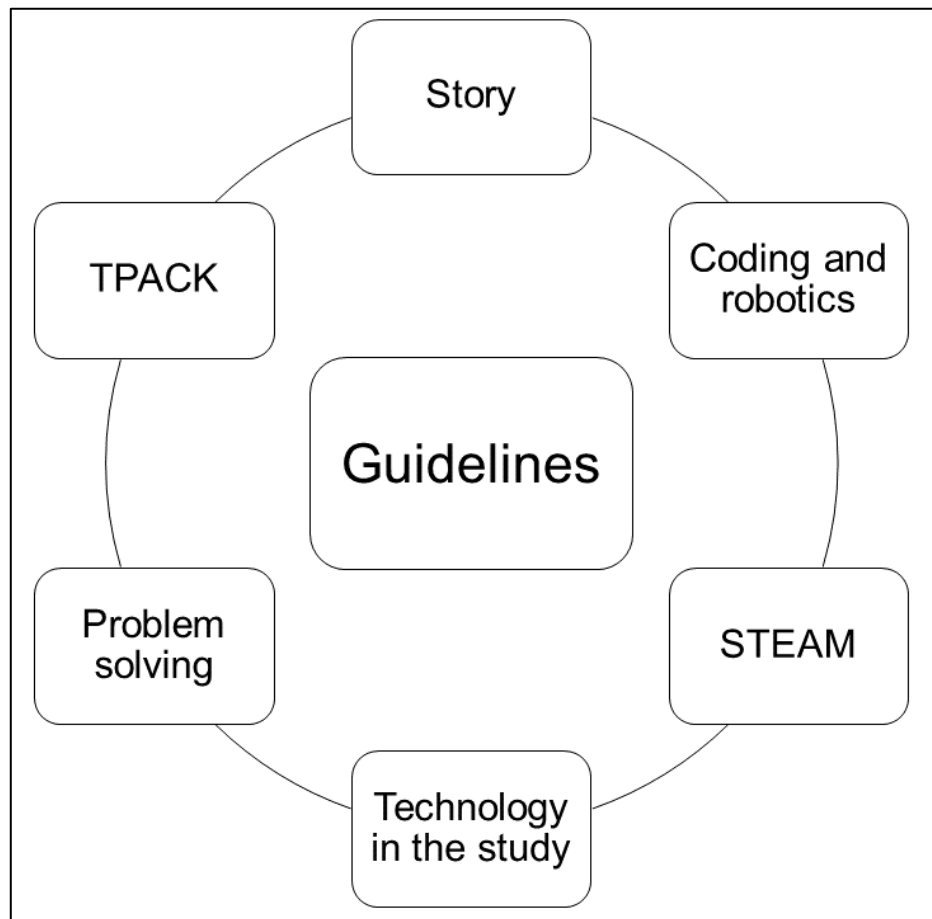 Story
TPACK
Coding and
robotics
Guidelines
Problem
solving
STEAM
Technology
in the study